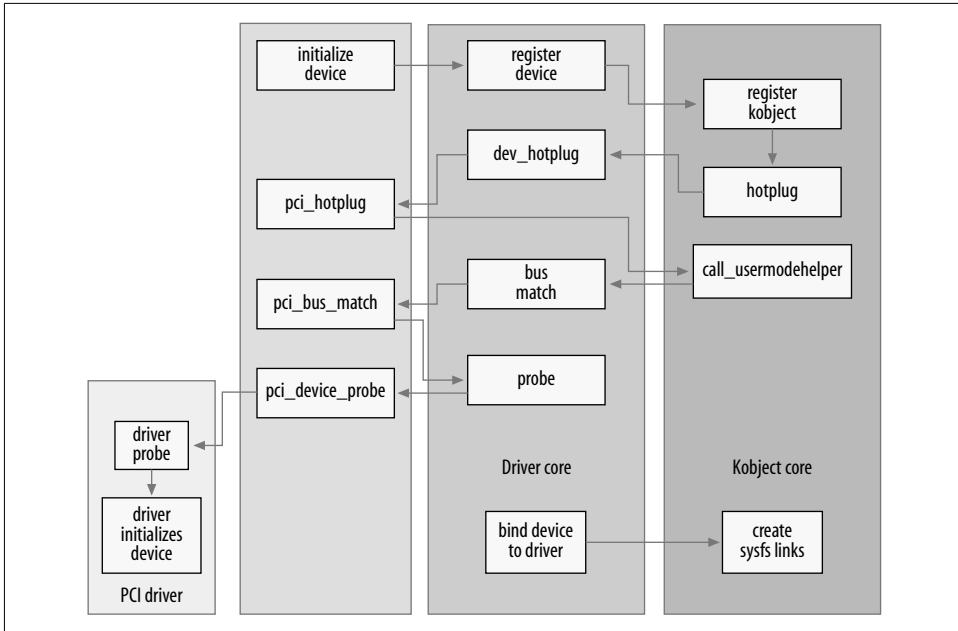 initialize
device
register
device
register
kobject
dev_hotplug
pci_hotplug
hotplug
bus
match
call_usermodehelper
pci_bus_match
probe
pci_device_probe
driver
probe
Driver core
Kobject core
driver
initializes
device
bind device
to driver
create
sysfs links
PCI driver